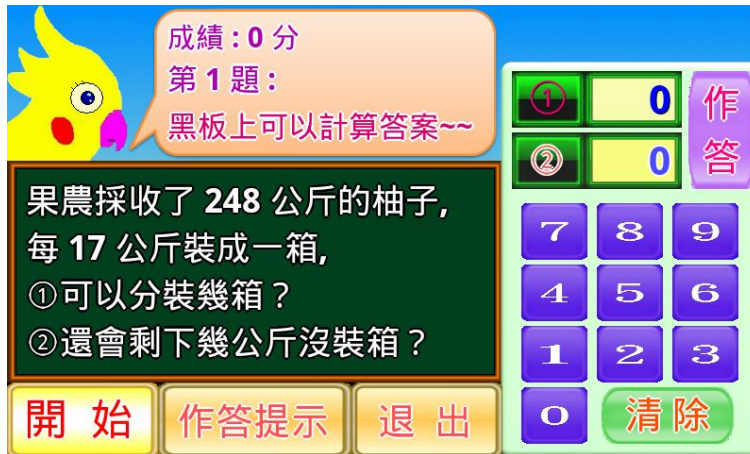 成績：0 分
第 1 題：
黑板上可以計算答案~~
果農採收了 248 公斤的柚子,
每 17 公斤裝成一箱,
①可以分裝幾箱？
②還會剩下幾公斤沒裝箱？
開 始
作答提示
退 出
① 0
② 0
作答
7 8 9
4 5 6
1 2 3
0 清除